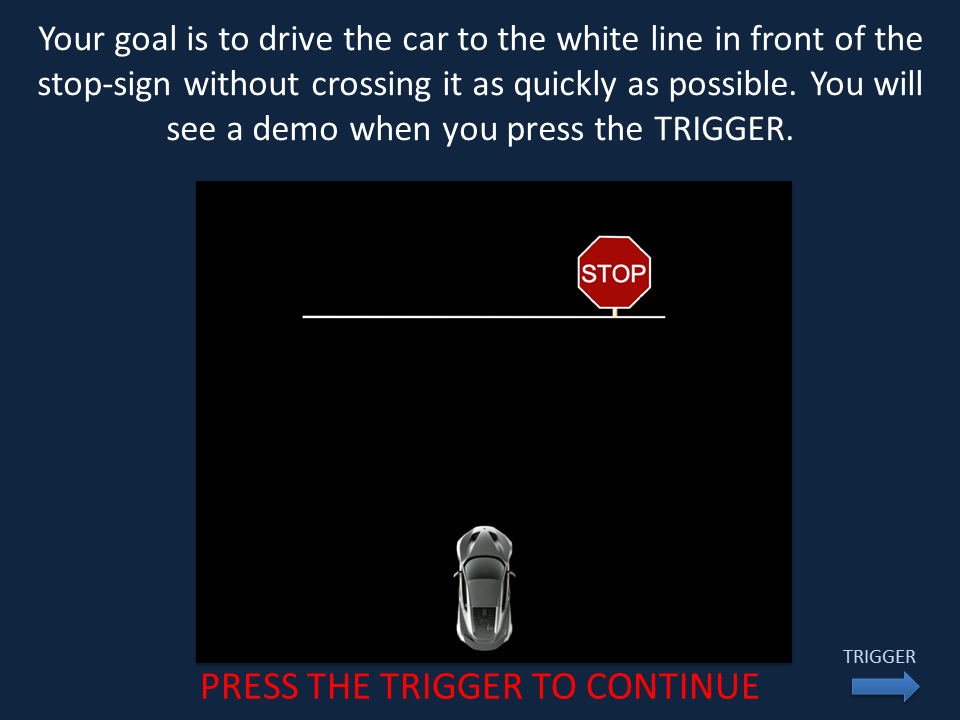 Your goal is to drive the car to the white line in front of the
stop-sign without crossing it as quickly as possible. You will
see a demo when you press the TRIGGER.
STOP
TRIGGER
PRESS THE TRIGGER TO CONTINUE